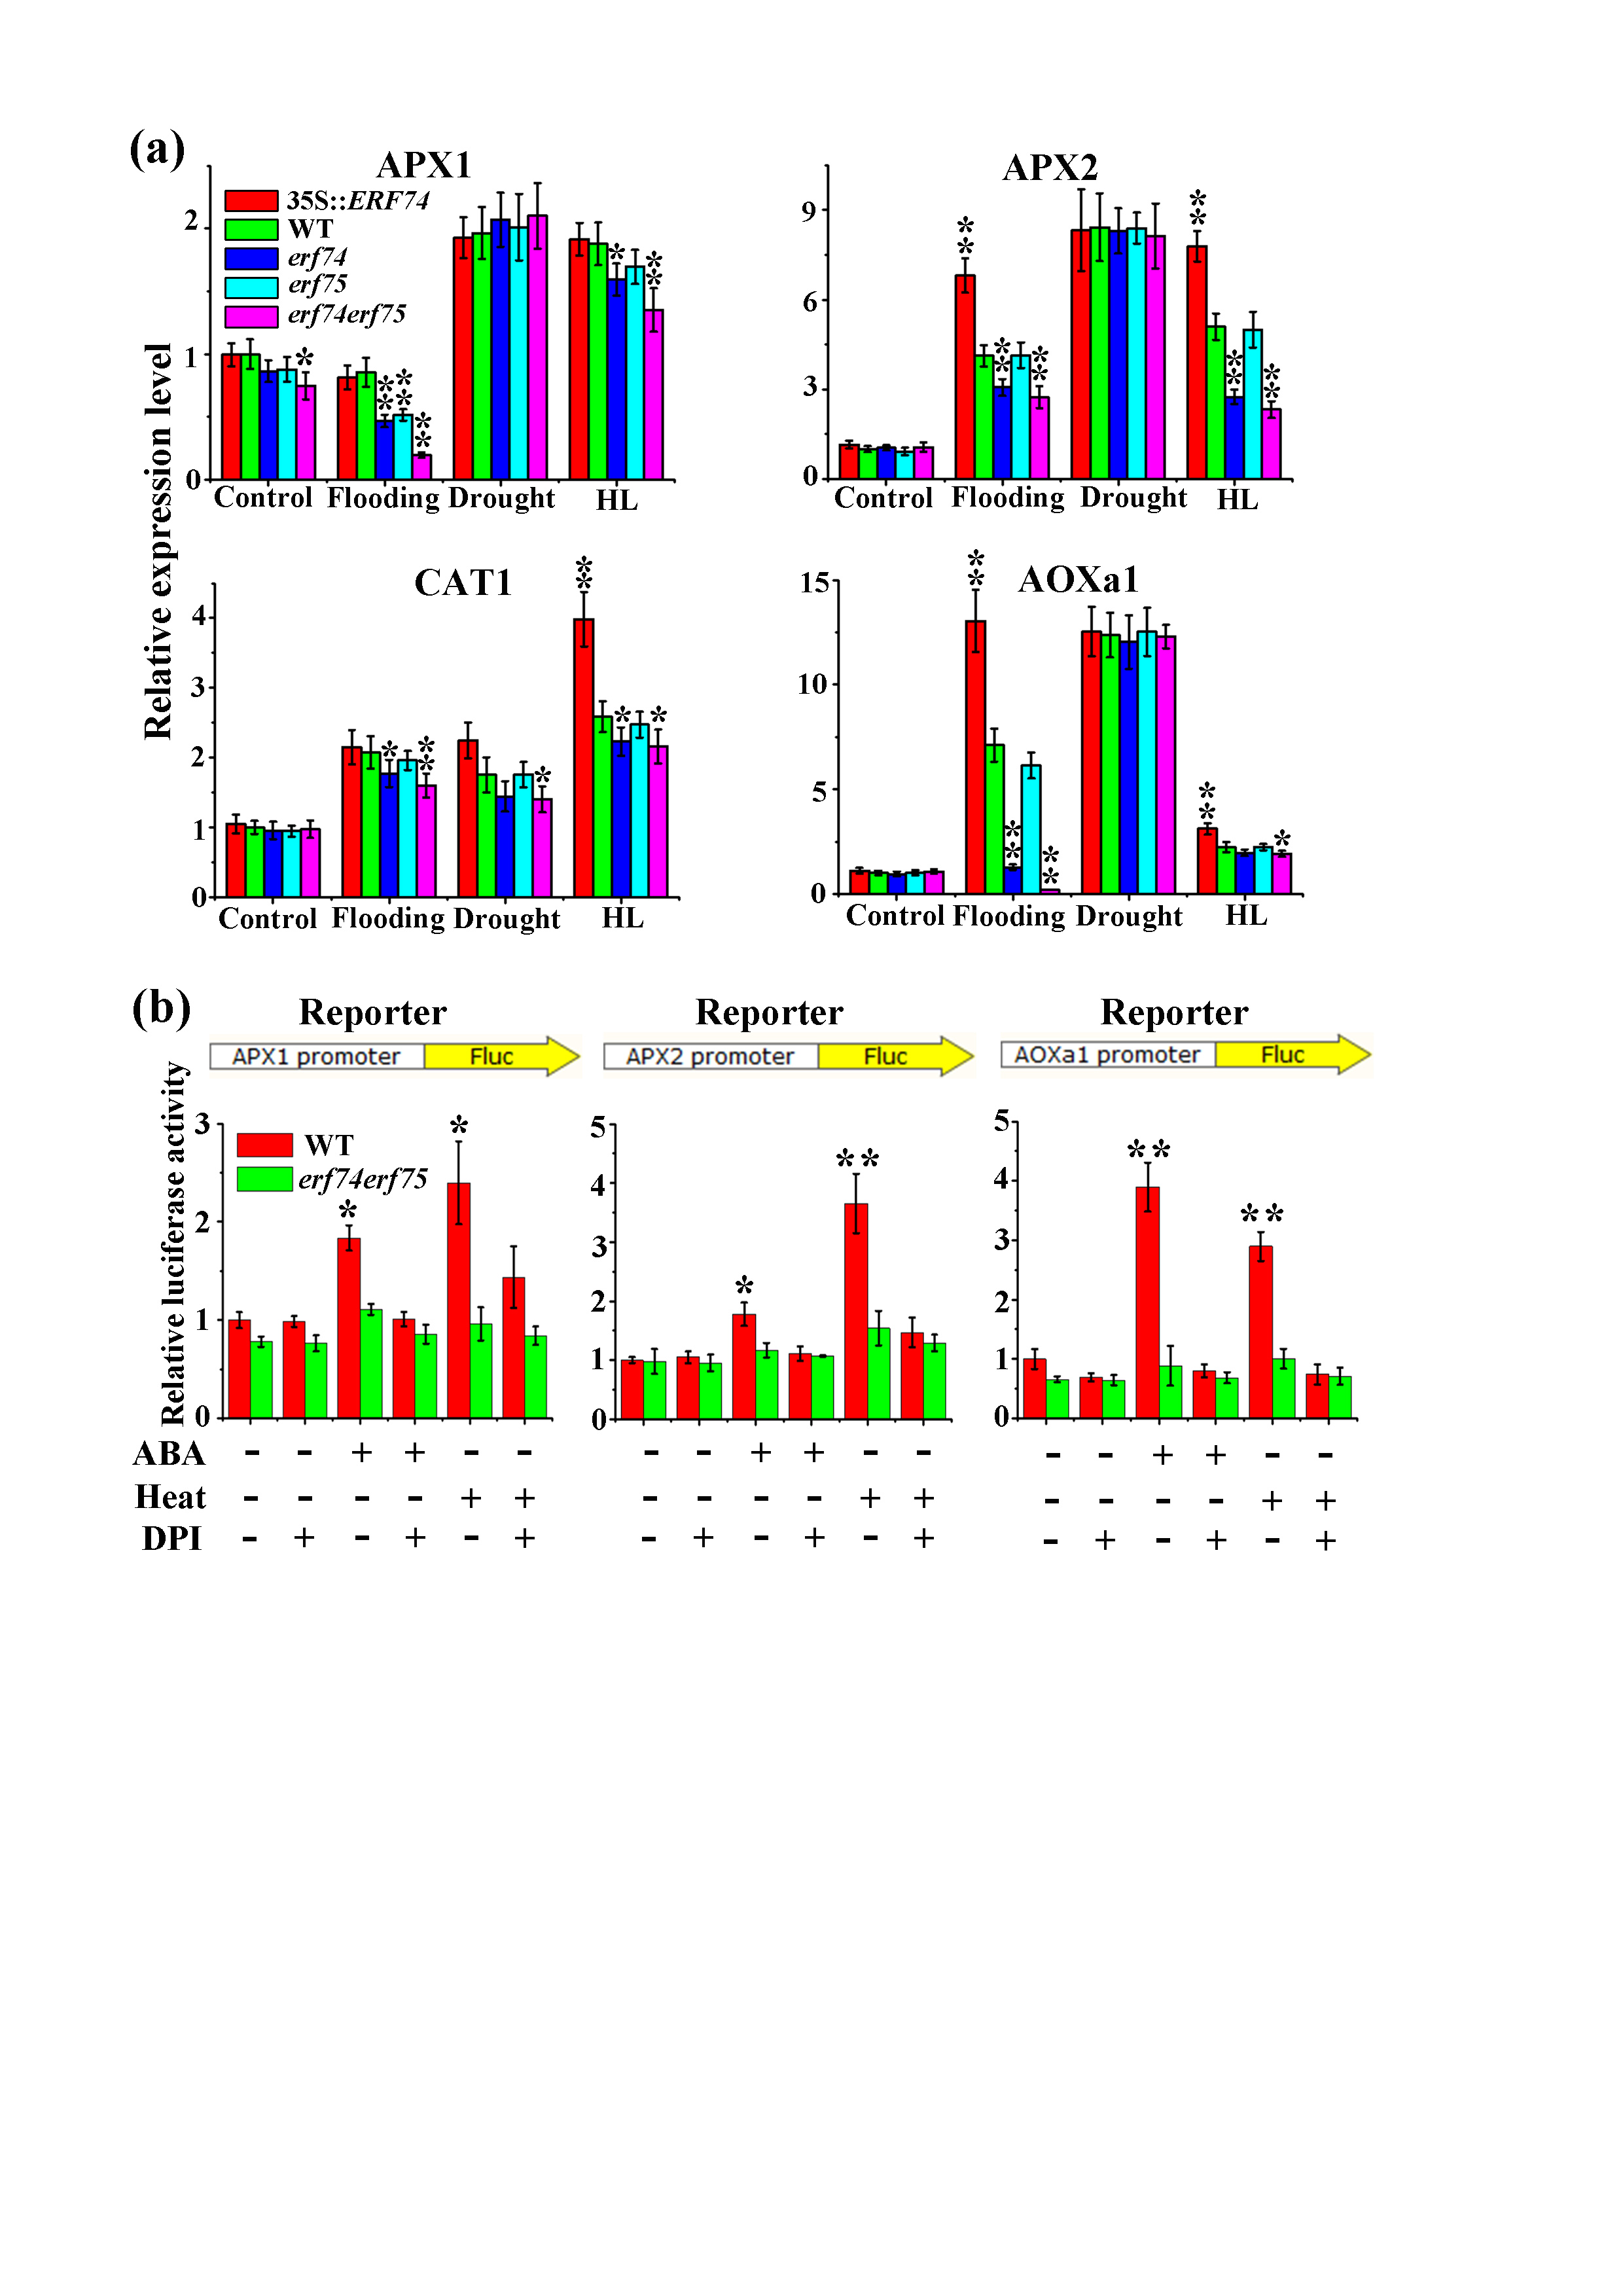 (a)
APX1
35S::ERF74
WT
erf74
erf75
erf74erf75
2
1
0
Control Flooding Drought HL
APX2
9
6
3
0
Control Flooding Drought HL
Relative expression level
CAT1
4
3
2
1
0
Control Flooding Drought HL
AOXa1
15
10
5
0
Control Flooding Drought HL
(b)
Reporter Reporter Reporter
APX1 promoter Fluc
APX2 promoter Fluc
AOXa1 promoter Fluc
Relative luciferase activity
3
2
1
0
WT
erf74erf75
5
4
3
2
1
0
5
4
3
2
1
0
ABA - - + + - - - - + + - - - - + + - -
Heat - - - - + + - - - - + + - - - - + +
DPI - + - + - + - + - + - + - + - + - +